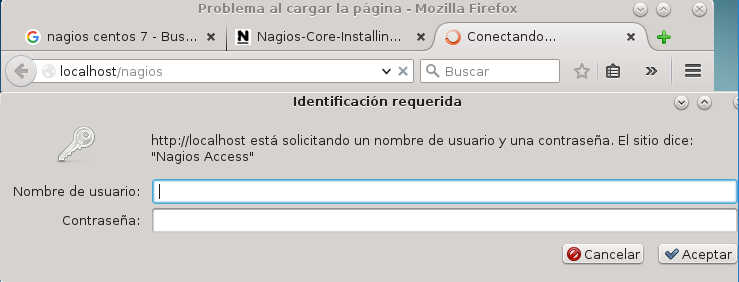 Problema al cargar la página - Mozilla Firefox
nagios centos 7 - Bus... Nagios-Core-Installin... Conectando...
localhost/nagios Buscar
Identificación requerida
http://localhost está solicitando un nombre de usuario y una contraseña. El sitio dice:
"Nagios Access"
Nombre de usuario:
Contraseña:
Cancelar Aceptar